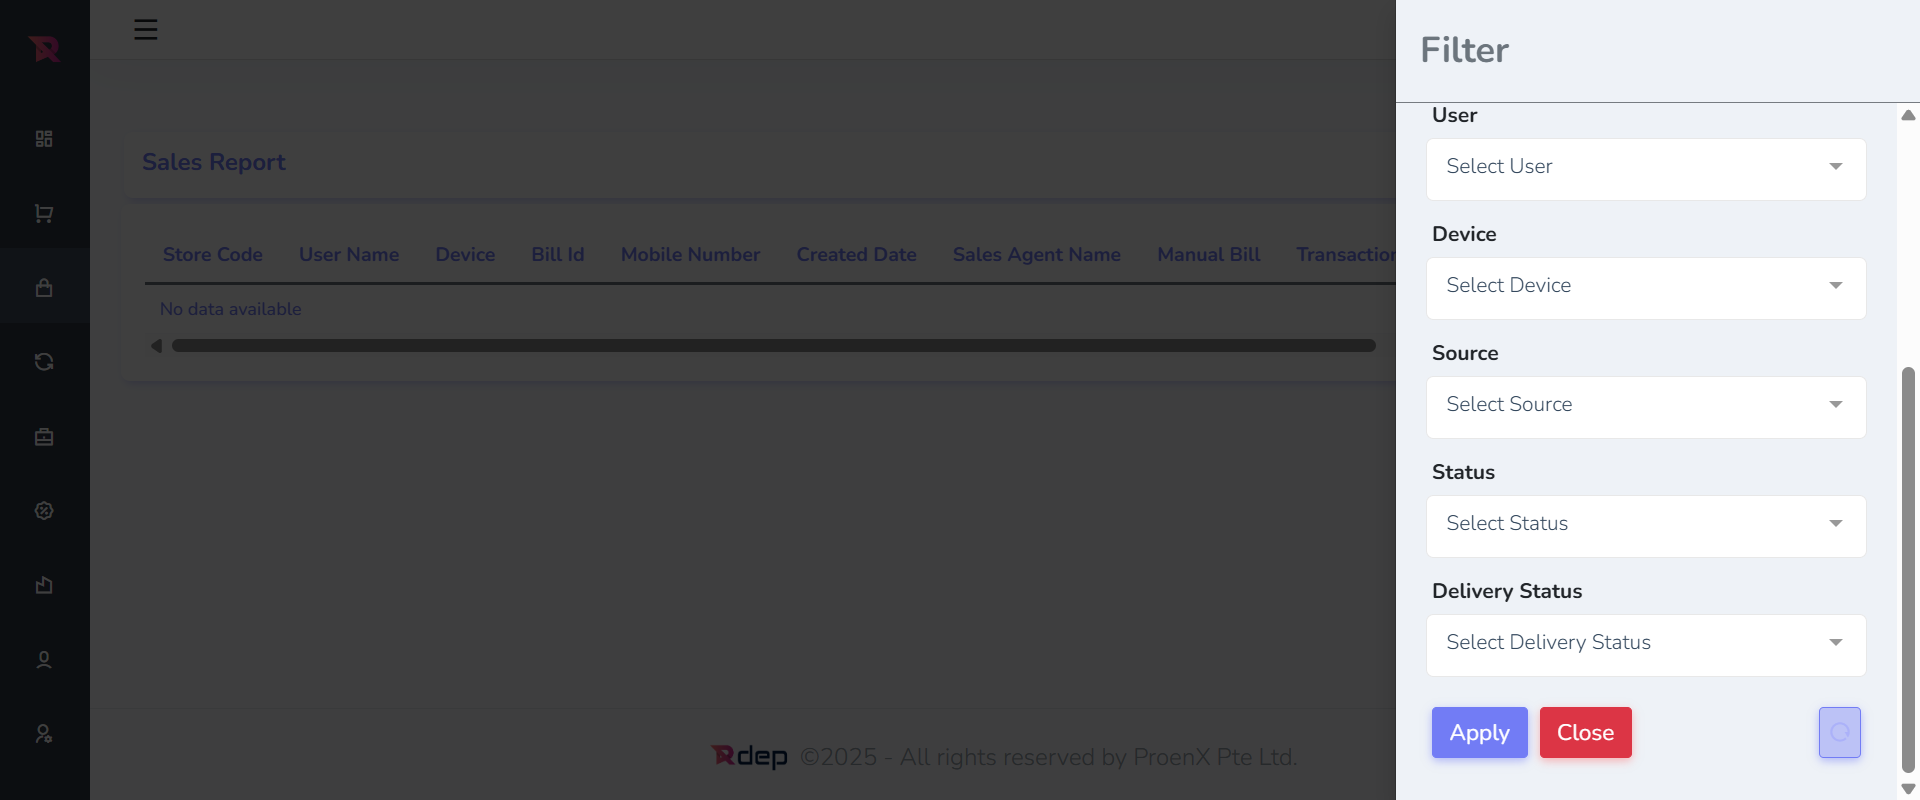 Filter
Sales Report
Store Code User Name Device Bill Id Mobile Number Created Date Sales Agent Name Manual Bill Transaction
No data available
User
Select User
Device
Select Device
Source
Select Source
Status
Select Status
Delivery Status
Select Delivery Status
Apply Close
Rdep ©2025 - All rights reserved by ProenX Pte Ltd.